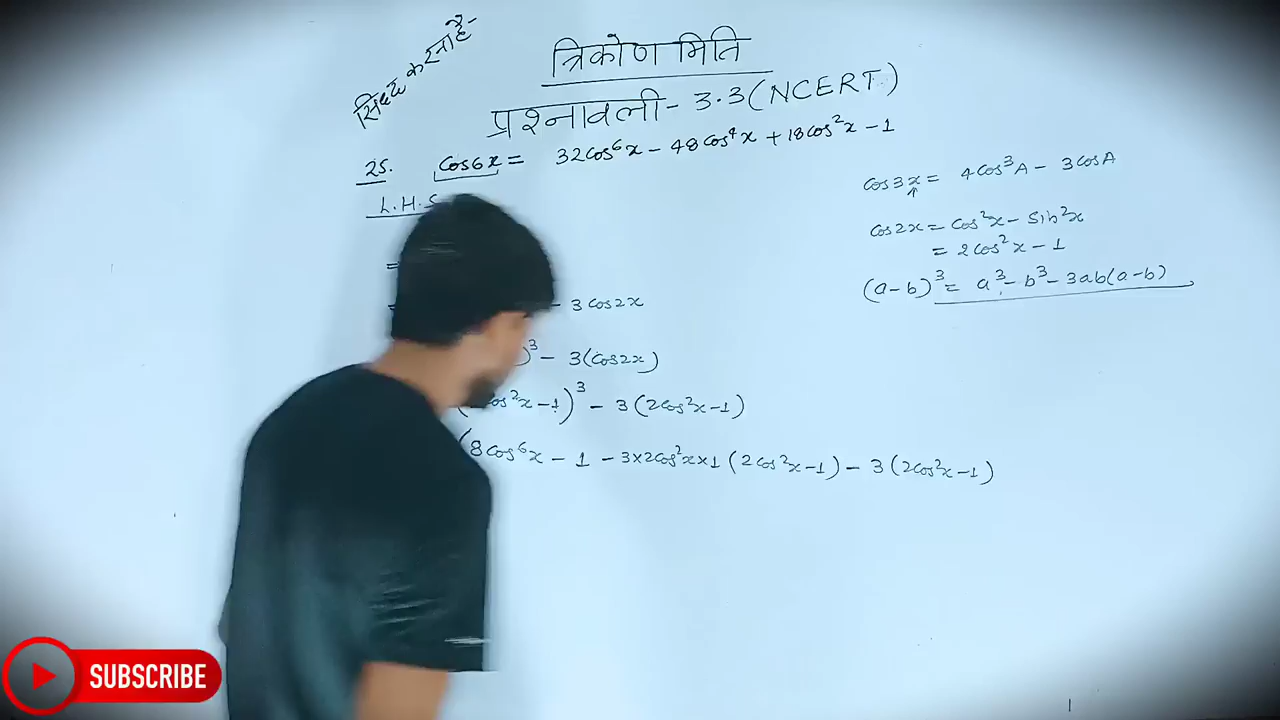 सिद्ध करना है-
त्रिकोण मिति
प्रश्नावली - 3.3 (NCERT)
25. cos6x = 32cos⁶x - 48cos⁴x + 18cos²x - 1
L.H.S
=
- 3cos2x
)³ - 3(cos2x)
cos²x - 1)³ - 3(2cos²x - 1)
(8cos⁶x - 1 - 3×2cos²x×1(2cos²x - 1) - 3(2cos²x - 1)
cos3x = 4cos³A - 3cosA
cos2x = cos²x - sin²x
= 2cos²x - 1
(a-b)³ = a³ - b³ - 3ab(a-b)
SUBSCRIBE